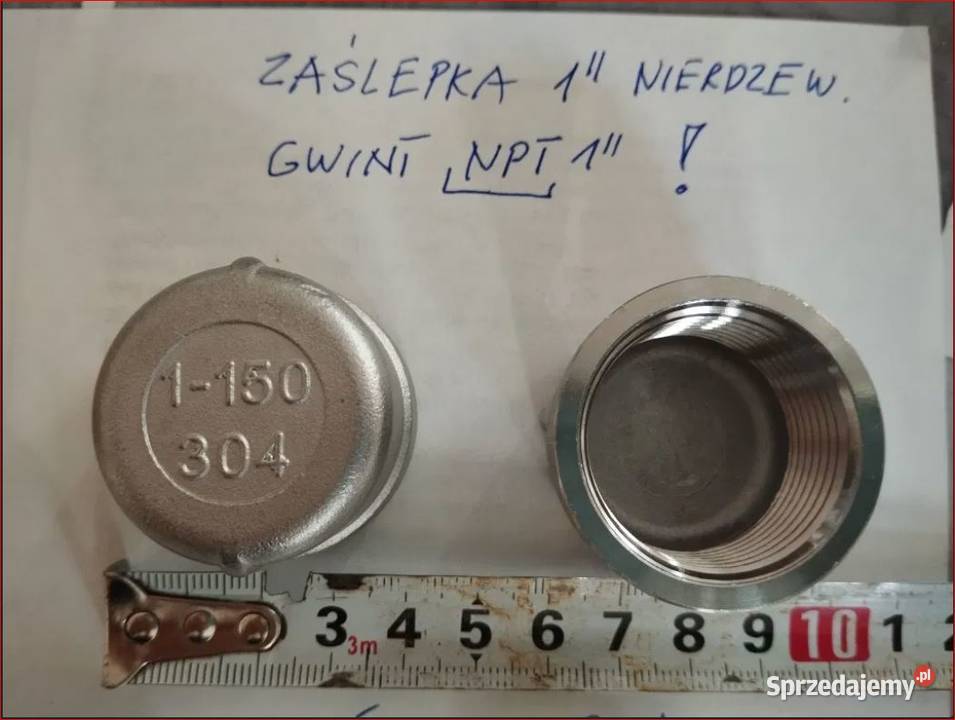 ZAŚLEPKA 1" NIERDZEW.
GWINT NPT 1" !
1-150
304
3 4 5 6 7 8 9 10 1
3m
Sprzedajemy.pl